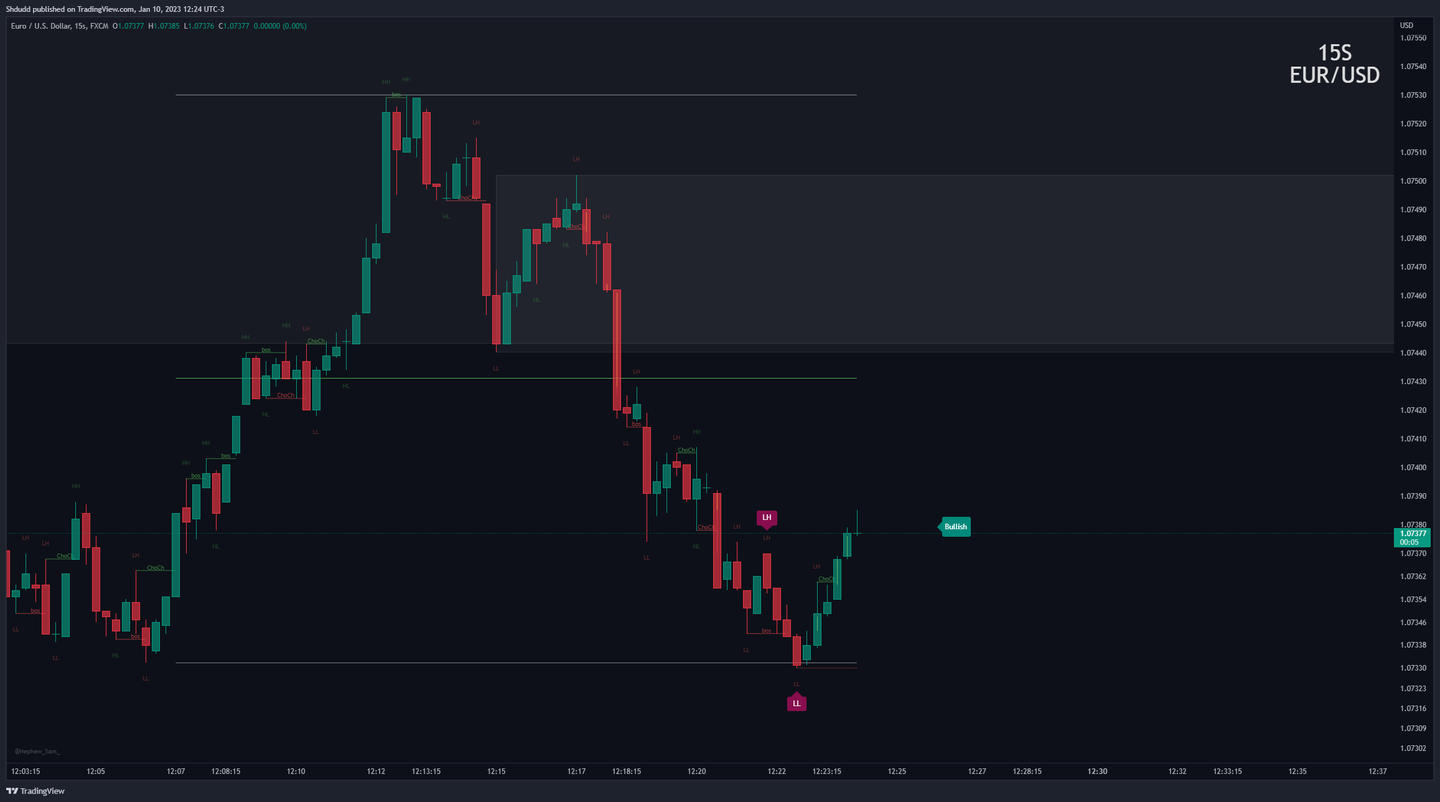 Shdudd published on TradingView.com, Jan 10, 2023 12:24 UTC-3
Euro / U.S. Dollar, 15s, FXCM O1.07377 H1.07385 L1.07376 C1.07377 0.00000 (0.00%)
USD
15S
EUR/USD
1.07550
1.07540
1.07530
1.07520
1.07510
1.07500
1.07490
1.07480
1.07470
1.07460
1.07450
1.07440
1.07430
1.07420
1.07410
1.07400
1.07390
1.07380
1.07377
00:05
1.07370
1.07362
1.07354
1.07346
1.07338
1.07330
1.07323
1.07316
1.07309
1.07302
HH HH
bos
LH
LH
ChoCh
HL
LH
ChoCh
HL
HL
HH LH
HH
ChoCh
bos
LL
LH
HL
ChoCh
HL
LL
bos
LL
LH HH
HH
ChoCh
bos
HH
bos
HH
ChoCh
HL
LH
LH
HL
LL
LH
Bullish
LH LH
ChoCh
LH
ChoCh
LH
ChoCh
bos
LL
bos
HL
LL
LL
bos
LL
LL
LL
@Nephew_Sam_
12:03:15 12:05 12:07 12:08:15 12:10 12:12 12:13:15 12:15 12:17 12:18:15 12:20 12:22 12:23:15 12:25 12:27 12:28:15 12:30 12:32 12:33:15 12:35 12:37
TradingView